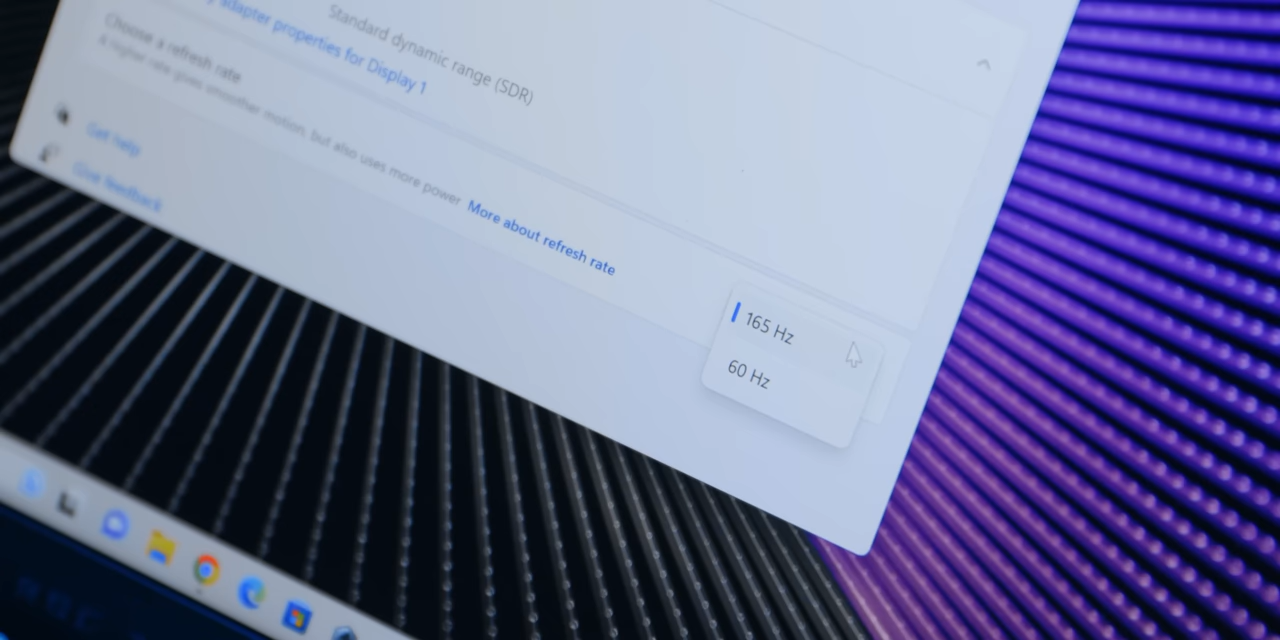 Standard dynamic range (SDR)
adapter properties for Display 1
Choose a refresh rate
A higher rate gives smoother motion, but also uses more power More about refresh rate
Get help
Give feedback
165 Hz
60 Hz